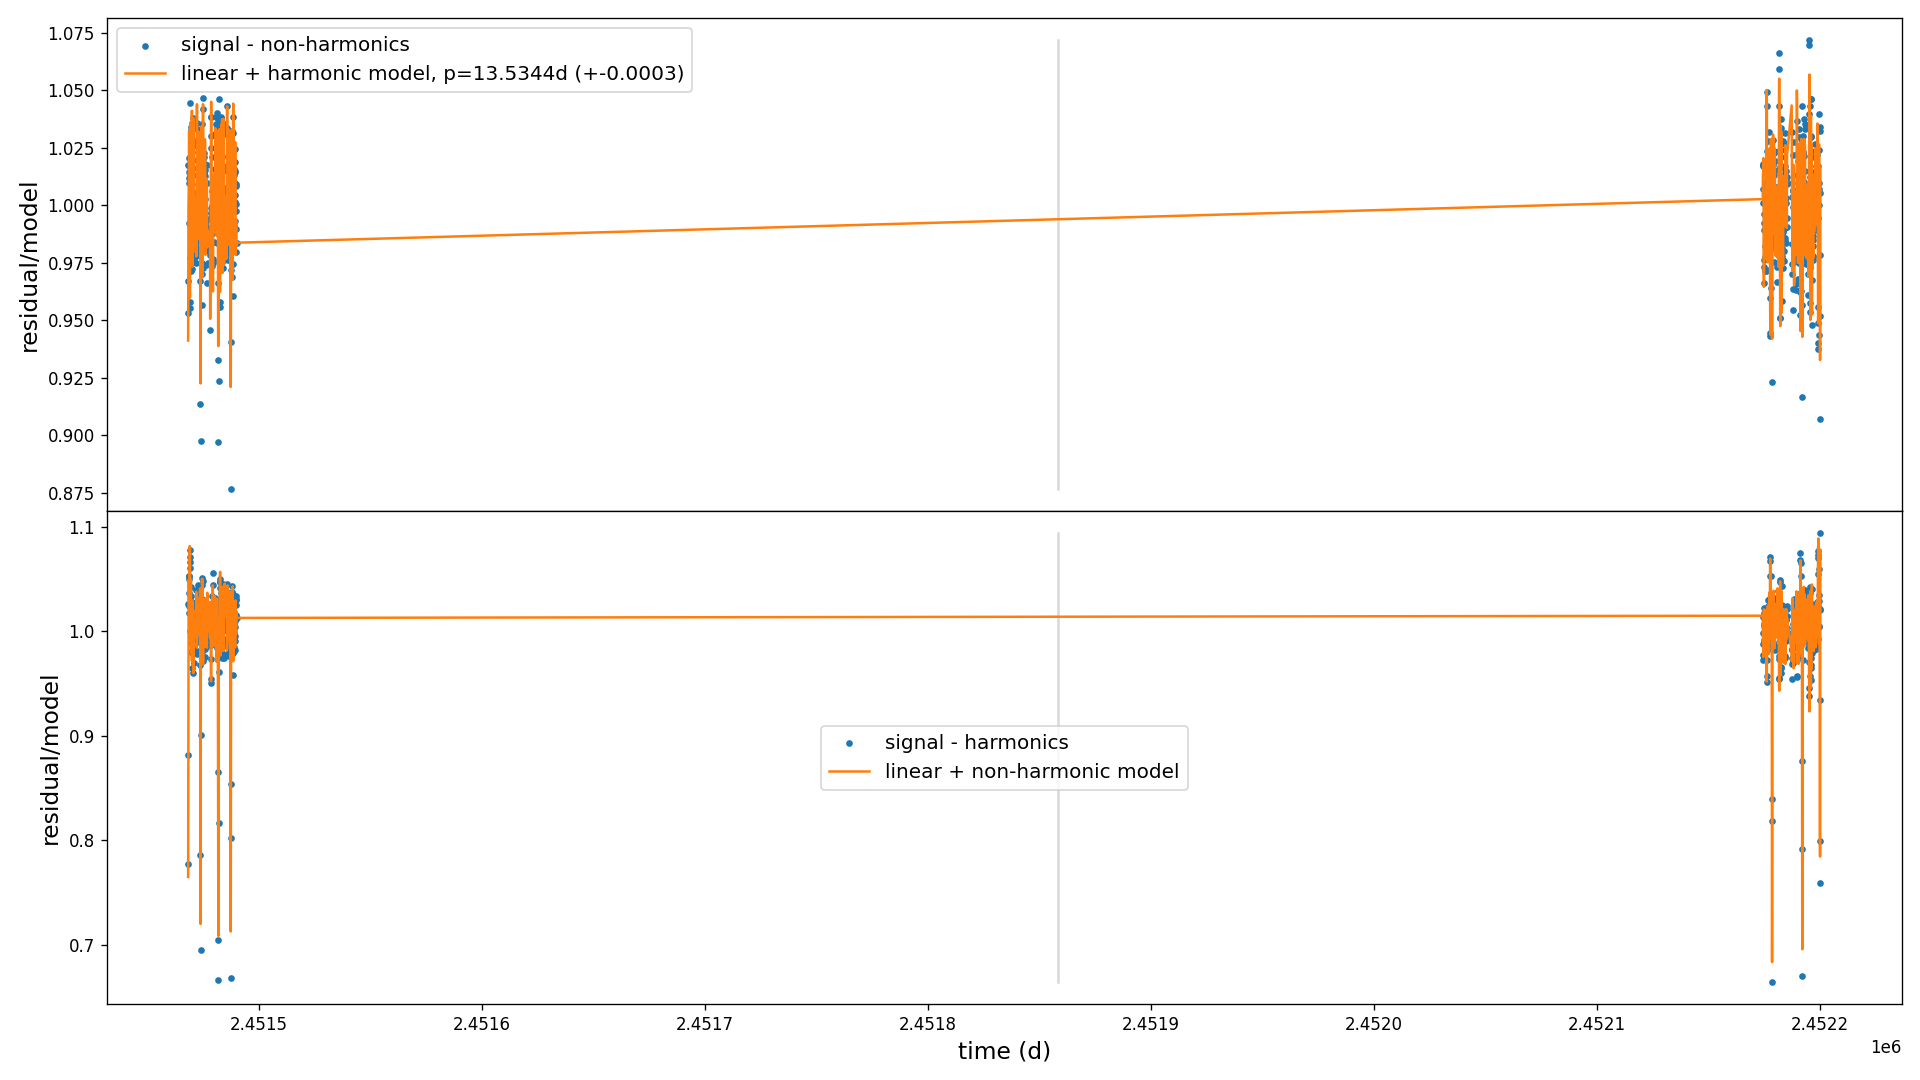 signal - non-harmonics
linear + harmonic model, p=13.5344d (+-0.0003)
residual/model
1.075
1.050
1.025
1.000
0.975
0.950
0.925
0.900
0.875
signal - harmonics
linear + non-harmonic model
residual/model
1.1
1.0
0.9
0.8
0.7
2.4515 2.4516 2.4517 2.4518 2.4519 2.4520 2.4521 2.4522
1e6
time (d)